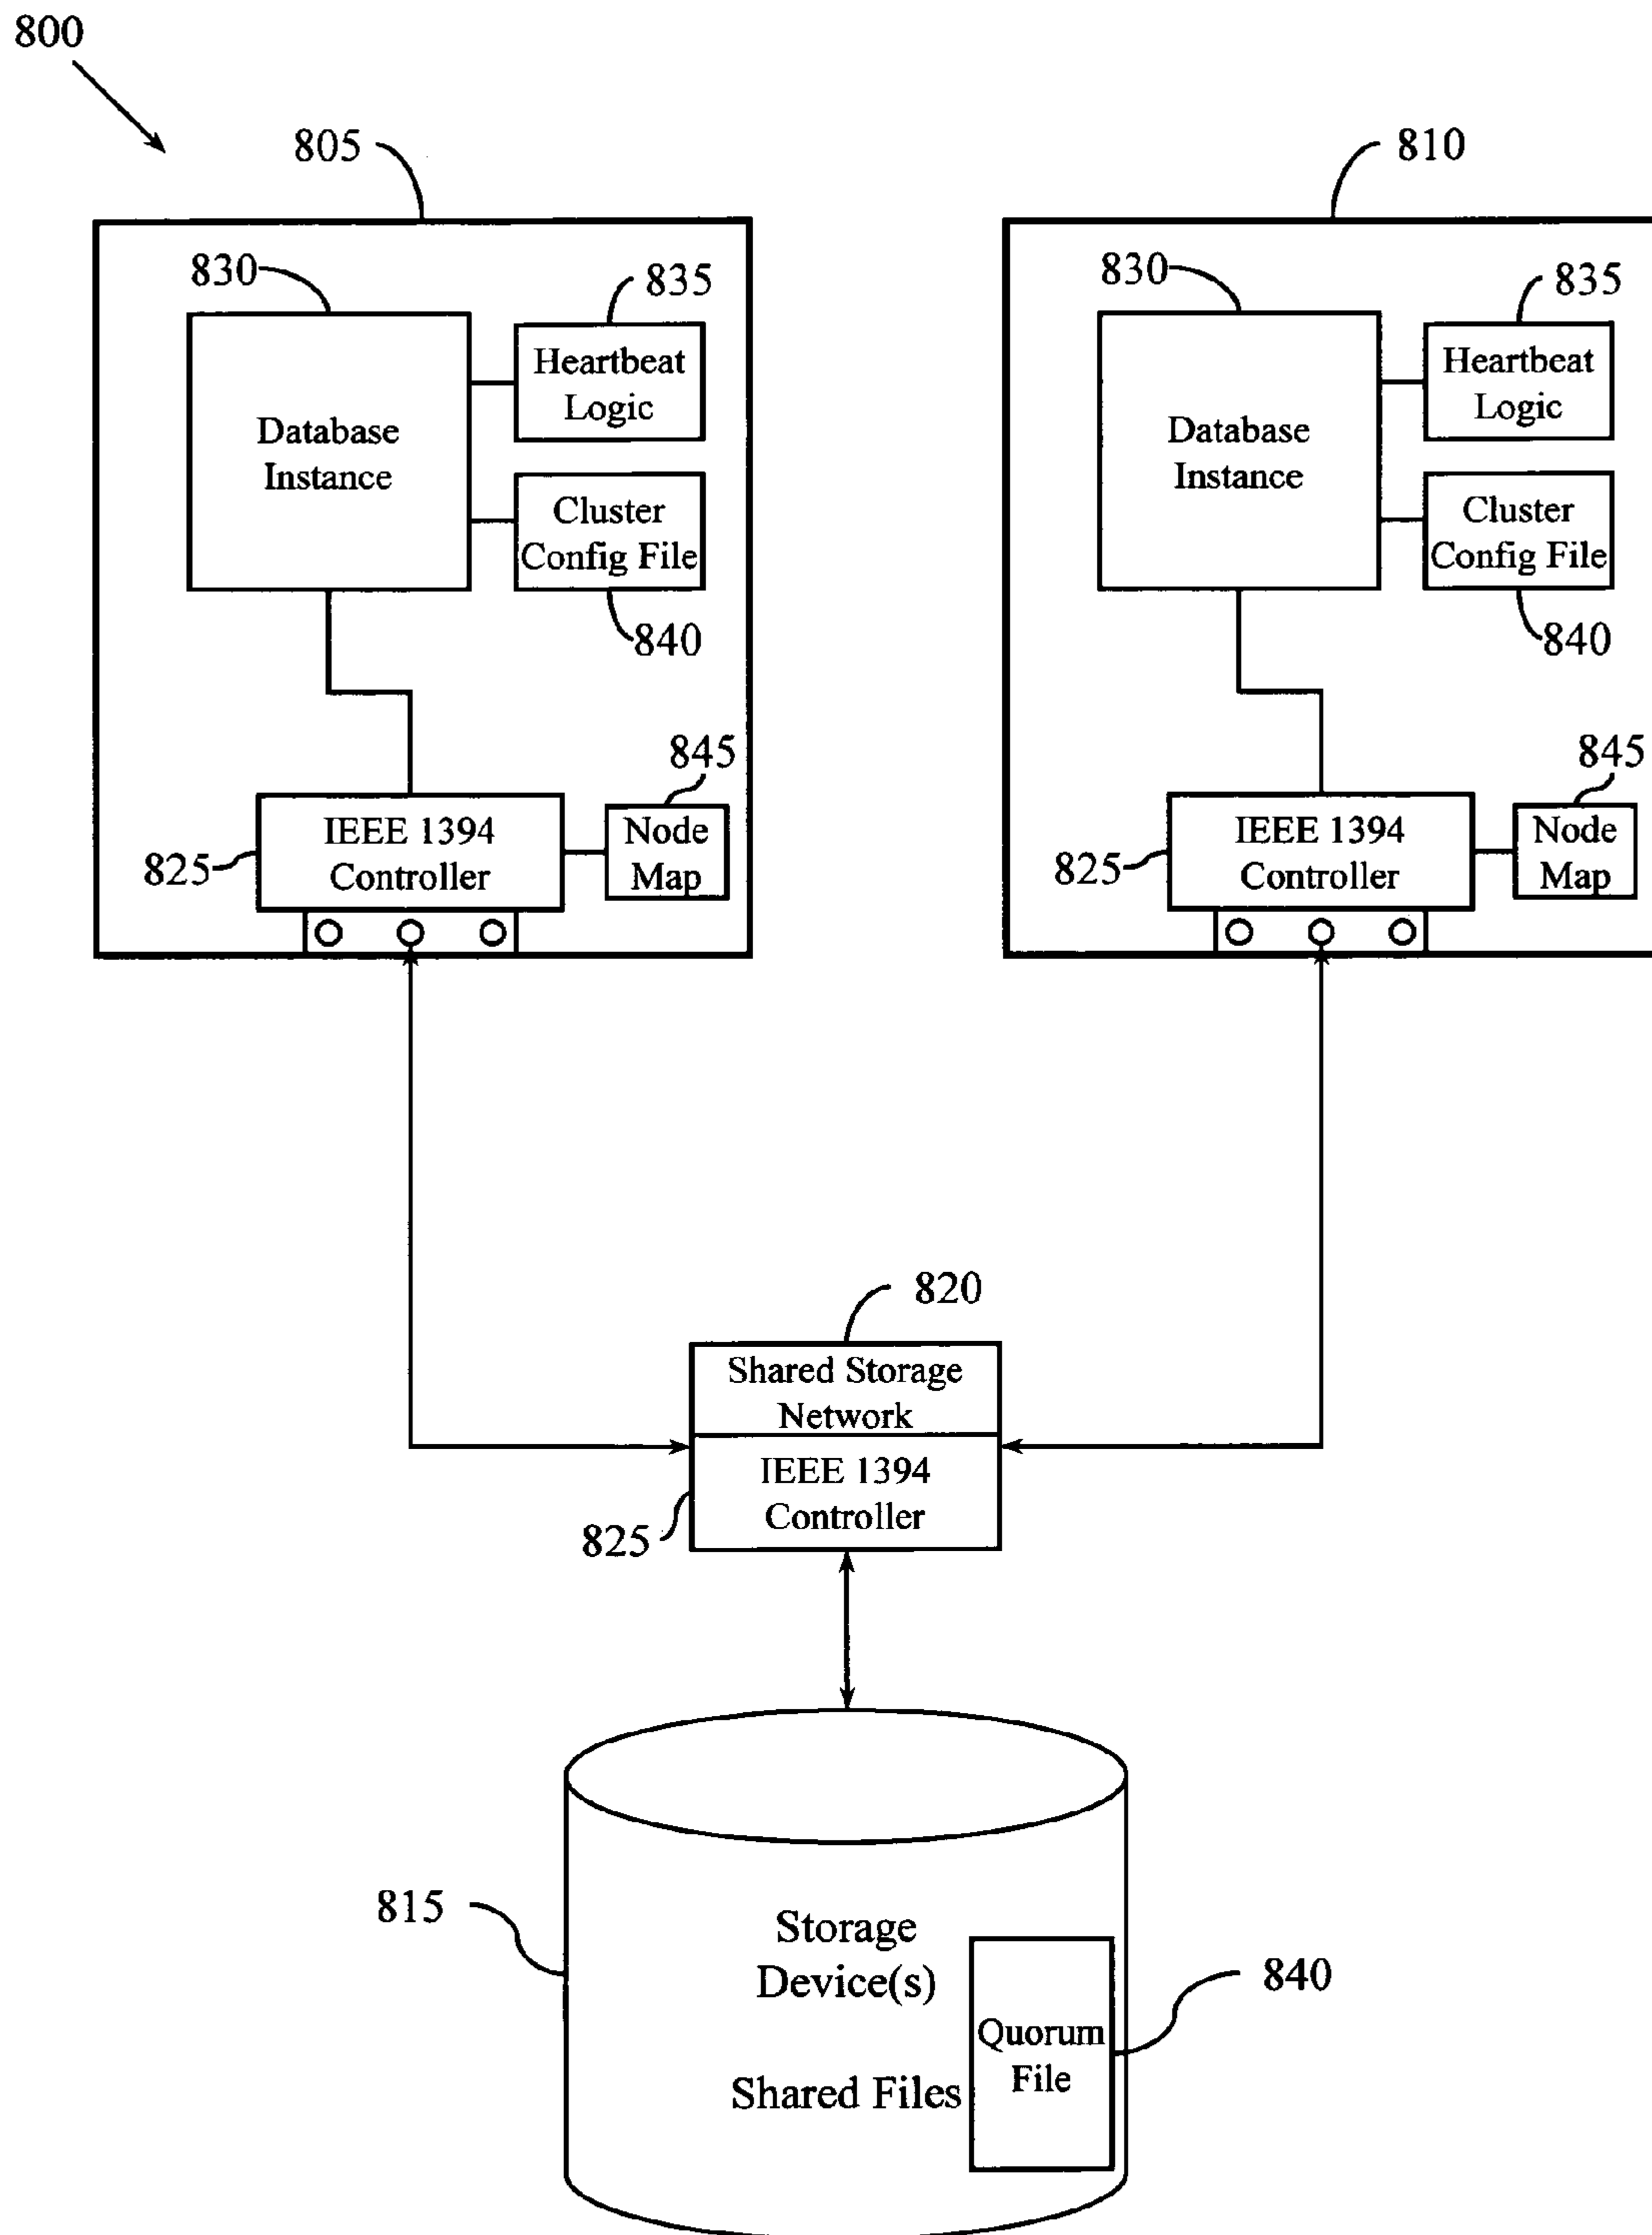 800
805
810
830
835
830
835
Heartbeat
Logic
Database
Instance
Cluster
Config File
840
Heartbeat
Logic
Database
Instance
Cluster
Config File
840
845
IEEE 1394
Controller
825
Node
Map
845
IEEE 1394
Controller
825
Node
Map
820
Shared Storage
Network
IEEE 1394
Controller
825
815
Storage
Device(s)
840
Quorum
File
Shared Files